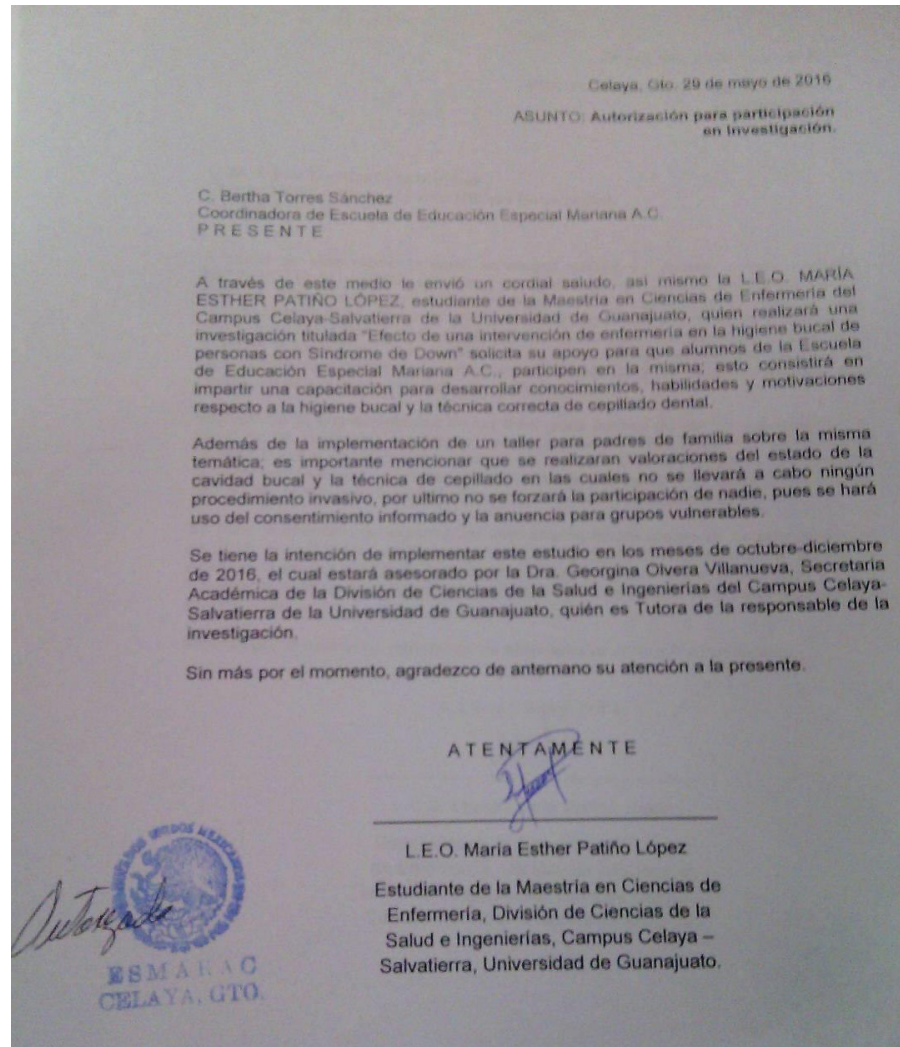 Celaya, Gto. 29 de mayo de 2016
ASUNTO: Autorización para participación
en investigación.
C. Bertha Torres Sánchez
Coordinadora de Escuela de Educación Especial Mariana A.C.
P R E S E N T E
A través de este medio le envió un cordial saludo, así mismo la L.E.O. MARÍA
ESTHER PATIÑO LÓPEZ, estudiante de la Maestría en Ciencias de Enfermería del
Campus Celaya-Salvatierra de la Universidad de Guanajuato, quien realizará una
investigación titulada "Efecto de una intervención de enfermería en la higiene bucal de
personas con Síndrome de Down" solicita su apoyo para que alumnos de la Escuela
de Educación Especial Mariana A.C., participen en la misma; esto consistirá en
impartir una capacitación para desarrollar conocimientos, habilidades y motivaciones
respecto a la higiene bucal y la técnica correcta de cepillado dental.
Además de la implementación de un taller para padres de familia sobre la misma
temática; es importante mencionar que se realizaran valoraciones del estado de la
cavidad bucal y la técnica de cepillado en las cuales no se llevará a cabo ningún
procedimiento invasivo, por ultimo no se forzará la participación de nadie, pues se hará
uso del consentimiento informado y la anuencia para grupos vulnerables.
Se tiene la intención de implementar este estudio en los meses de octubre-diciembre
de 2016, el cual estará asesorado por la Dra. Georgina Olvera Villanueva, Secretaria
Académica de la División de Ciencias de la Salud e Ingenierías del Campus Celaya-
Salvatierra de la Universidad de Guanajuato, quién es Tutora de la responsable de la
investigación.
Sin más por el momento, agradezco de antemano su atención a la presente.
A T E N T A M E N T E
L.E.O. María Esther Patiño López
Estudiante de la Maestría en Ciencias de
Enfermería, División de Ciencias de la
Salud e Ingenierías, Campus Celaya –
Salvatierra, Universidad de Guanajuato.
ESTADOS UNIDOS MEXICANOS
Autorizado
CELAYA, GTO.